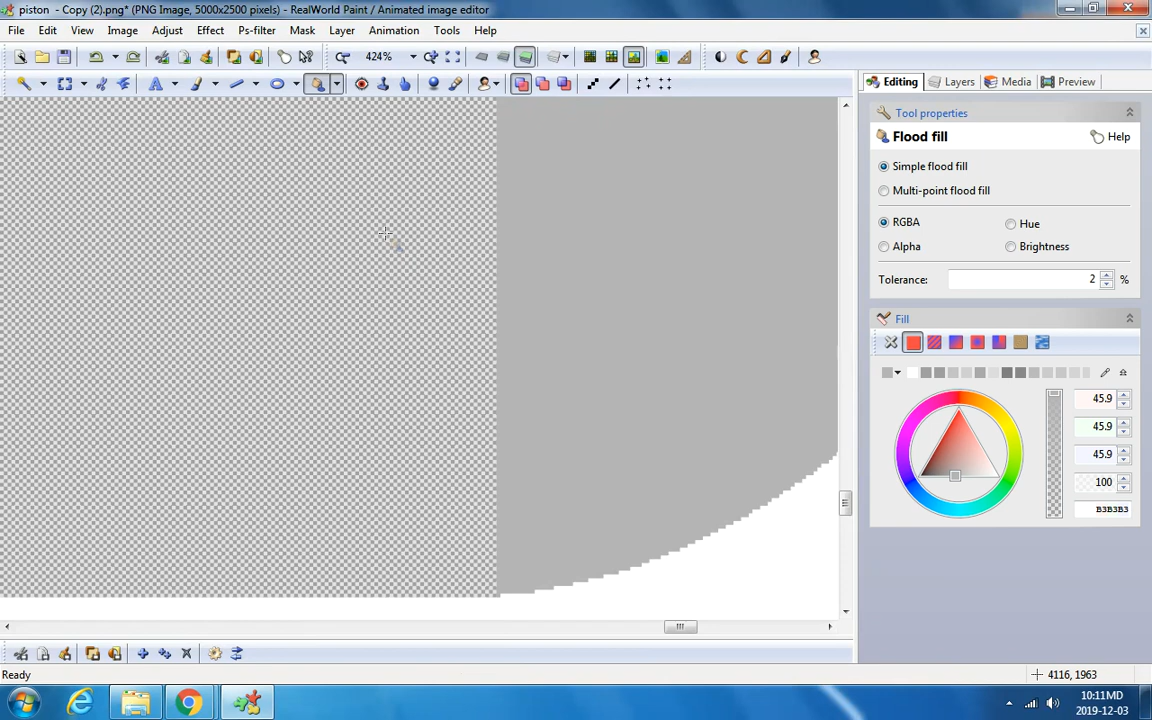 piston - Copy (2).png* (PNG Image, 5000x2500 pixels) - RealWorld Paint / Animated image editor
File Edit View Image Adjust Effect Ps-filter Mask Layer Animation Tools Help
424%
Editing Layers Media Preview
Tool properties
Flood fill Help
Simple flood fill
Multi-point flood fill
RGBA Hue
Alpha Brightness
Tolerance: 2 %
Fill
45.9
45.9
45.9
100
B3B3B3
Ready 4116, 1963
10:11MD
2019-12-03